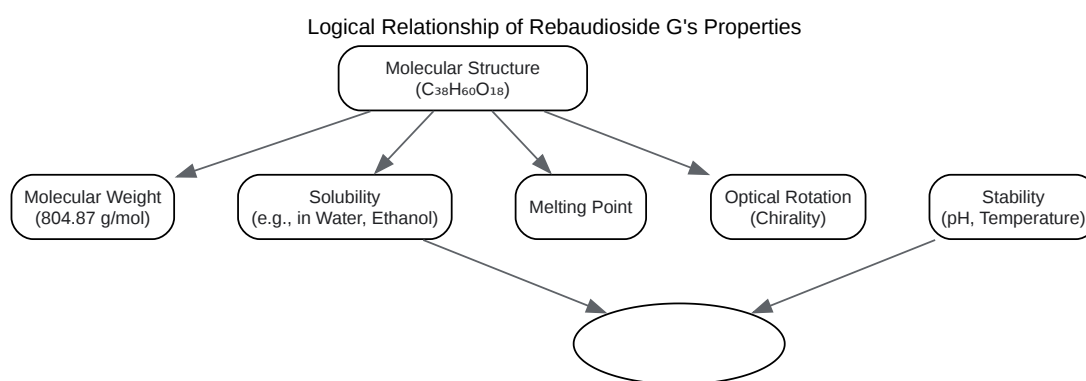 Logical Relationship of Rebaudioside G's Properties
Molecular Structure
(C₃₈H₆₀O₁₈)
Molecular Weight
(804.87 g/mol)
Solubility
(e.g., in Water, Ethanol)
Melting Point
Optical Rotation
(Chirality)
Stability
(pH, Temperature)